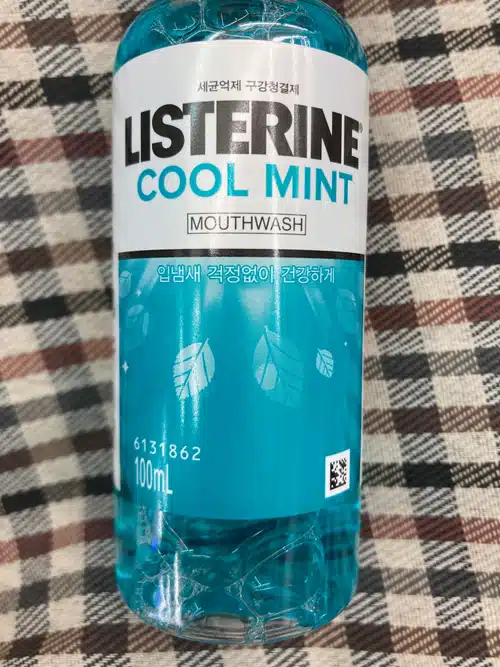 세균억제 구강청결제
LISTERINE®
COOL MINT
MOUTHWASH
입냄새 걱정없이 건강하게
6131862
100mL